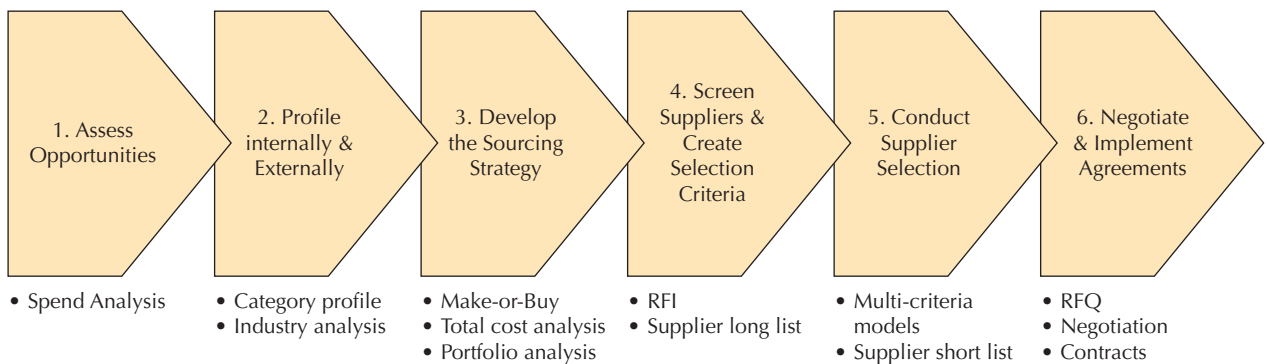 1. Assess
Opportunities
2. Profile
internally &
Externally
3. Develop
the Sourcing
Strategy
4. Screen
Suppliers &
Create
Selection
Criteria
5. Conduct
Supplier
Selection
6. Negotiate
& Implement
Agreements
• Spend Analysis
• Category profile
• Industry analysis
• Make-or-Buy
• Total cost analysis
• Portfolio analysis
• RFI
• Supplier long list
• Multi-criteria
models
• Supplier short list
• RFQ
• Negotiation
• Contracts